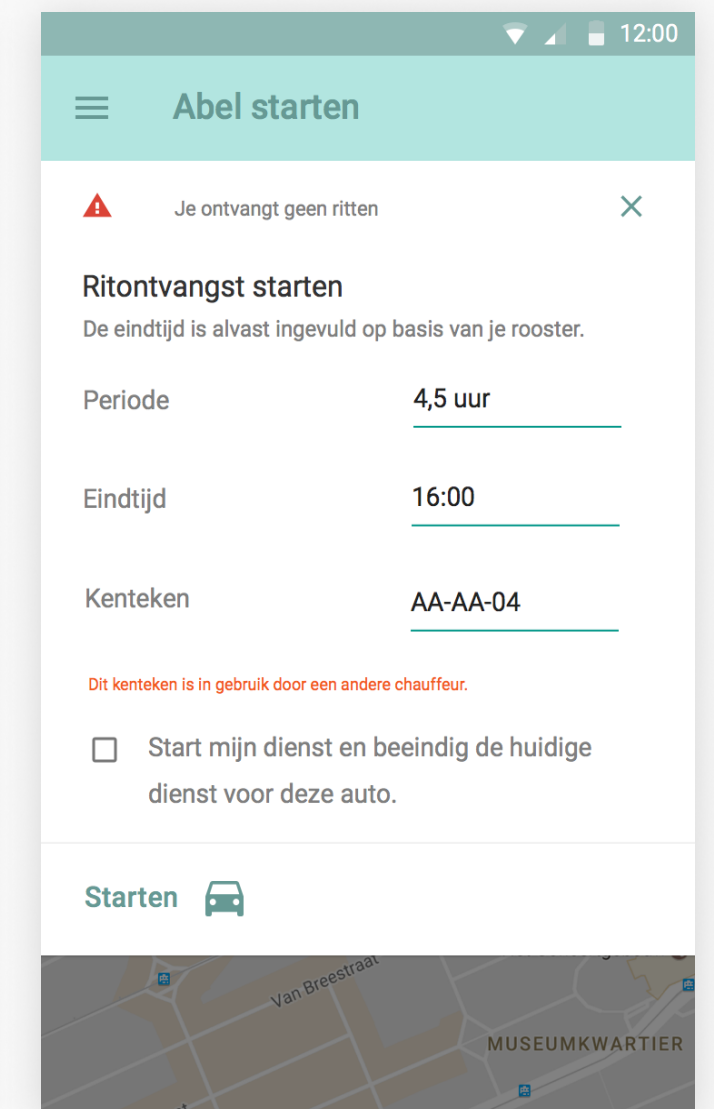 12:00
Abel starten
Je ontvangt geen ritten
Ritontvangst starten
De eindtijd is alvast ingevuld op basis van je rooster.
Periode
4,5 uur
Eindtijd
16:00
Kenteken
AA-AA-04
Dit kenteken is in gebruik door een andere chauffeur.
Start mijn dienst en beeindig de huidige
dienst voor deze auto.
Starten
Van Breestraat
MUSEUMKWARTIER